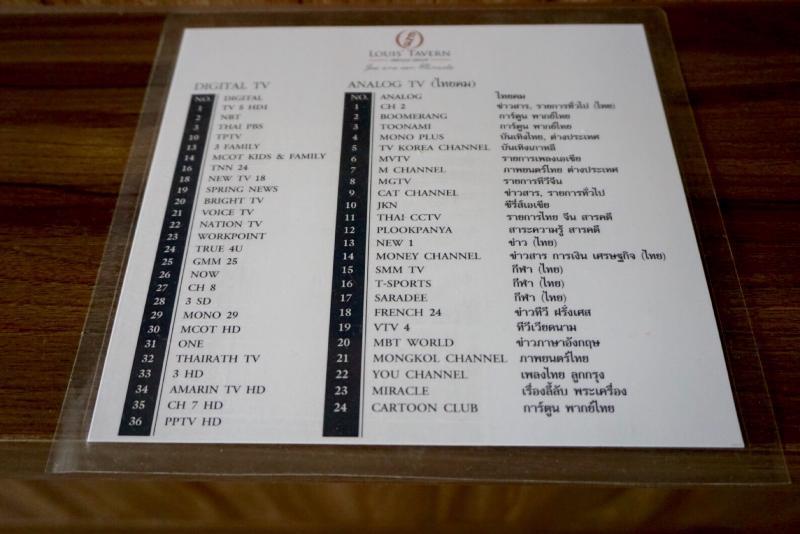 LOUIS' TAVERN
DIGITAL TV
NO. DIGITAL
1 TV 5 HD1
2 NBT
3 THAI PBS
10 TPTV
13 3 FAMILY
14 MCOT KIDS & FAMILY
16 TNN 24
18 NEW TV 18
19 SPRING NEWS
20 BRIGHT TV
21 VOICE TV
22 NATION TV
23 WORKPOINT
24 TRUE 4U
25 GMM 25
26 NOW
27 CH 8
28 3 SD
29 MONO 29
30 MCOT HD
31 ONE
32 THAIRATH TV
33 3 HD
34 AMARIN TV HD
35 CH 7 HD
36 PPTV HD
ANALOG TV (ไทยคม)
NO. ANALOG ไทยคม
1 CH 2 ข่าวสาร, รายการทั่วไป (ไทย)
2 BOOMERANG การ์ตูน พากย์ไทย
3 TOONAMI การ์ตูน พากย์ไทย
4 MONO PLUS บันเทิงไทย, ต่างประเทศ
5 TV KOREA CHANNEL บันเทิงเกาหลี
6 MVTV รายการเพลงเอเชีย
7 M CHANNEL ภาพยนตร์ไทย ต่างประเทศ
8 MGTV รายการทีวีจีน
9 CAT CHANNEL ข่าวสาร, รายการทั่วไป
10 JKN ซีรี่ส์เอเชีย
11 THAI CCTV รายการไทย จีน สารคดี
12 PLOOKPANYA สาระความรู้ สารคดี
13 NEW 1 ข่าว (ไทย)
14 MONEY CHANNEL ข่าวสาร การเงิน เศรษฐกิจ (ไทย)
15 SMM TV กีฬา (ไทย)
16 T-SPORTS กีฬา (ไทย)
17 SARADEE กีฬา (ไทย)
18 FRENCH 24 ข่าวทีวี ฝรั่งเศส
19 VTV 4 ทีวีเวียดนาม
20 MBT WORLD ข่าวภาษาอังกฤษ
21 MONGKOL CHANNEL ภาพยนตร์ไทย
22 YOU CHANNEL เพลงไทย ลูกกรุง
23 MIRACLE เรื่องลี้ลับ พระเครื่อง
24 CARTOON CLUB การ์ตูน พากย์ไทย